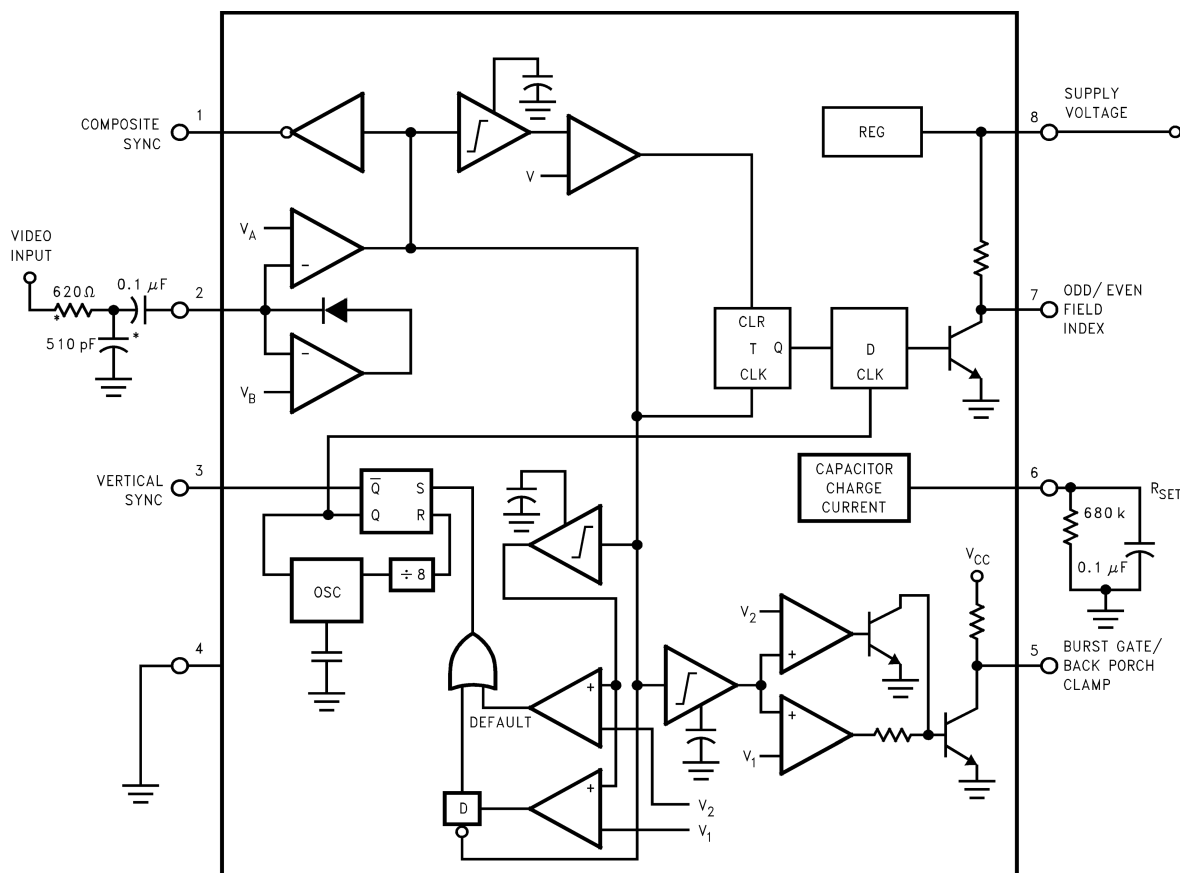 COMPOSITE
SYNC
1
V
REG
8
SUPPLY
VOLTAGE
VIDEO
INPUT
620Ω
*
0.1 μF
*
510 pF
2
V_A
-
-
V_B
CLR
T Q
CLK
D
CLK
7
ODD/EVEN
FIELD
INDEX
VERTICAL
SYNC
3
Q̅ S
Q R
OSC
÷ 8
CAPACITOR
CHARGE
CURRENT
6
R_SET
680 k
0.1 μF
4
DEFAULT
+
+
D
V_2
V_1
V_2
+
+
V_1
V_CC
5
BURST GATE/
BACK PORCH
CLAMP